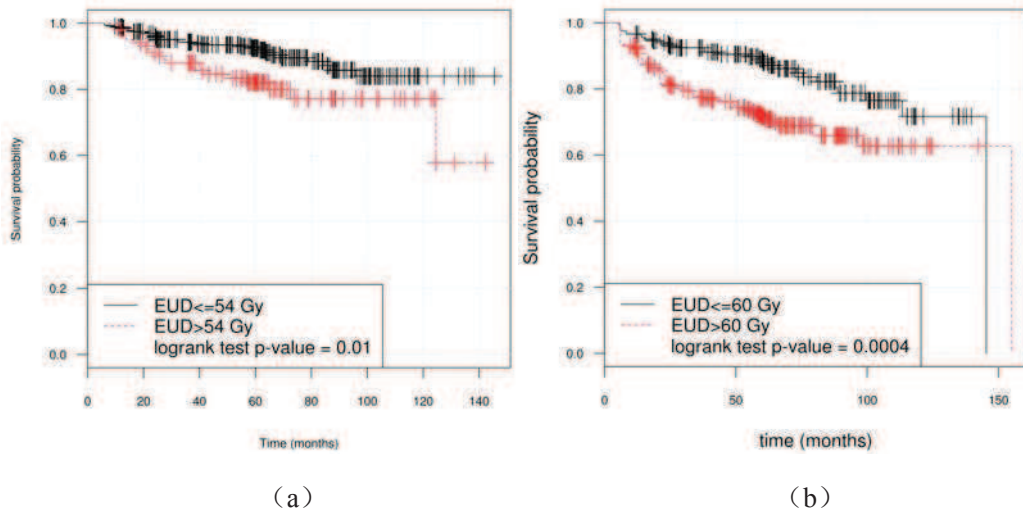 Survival probability
1.0
0.8
0.6
0.4
0.2
0.0
EUD<=54 Gy
EUD>54 Gy
logrank test p-value = 0.01
0 20 40 60 80 100 120 140
Time (months)
(a)
Survival probability
1.0
0.8
0.6
0.4
0.2
0.0
EUD<=60 Gy
EUD>60 Gy
logrank test p-value = 0.0004
0 50 100 150
time (months)
(b)